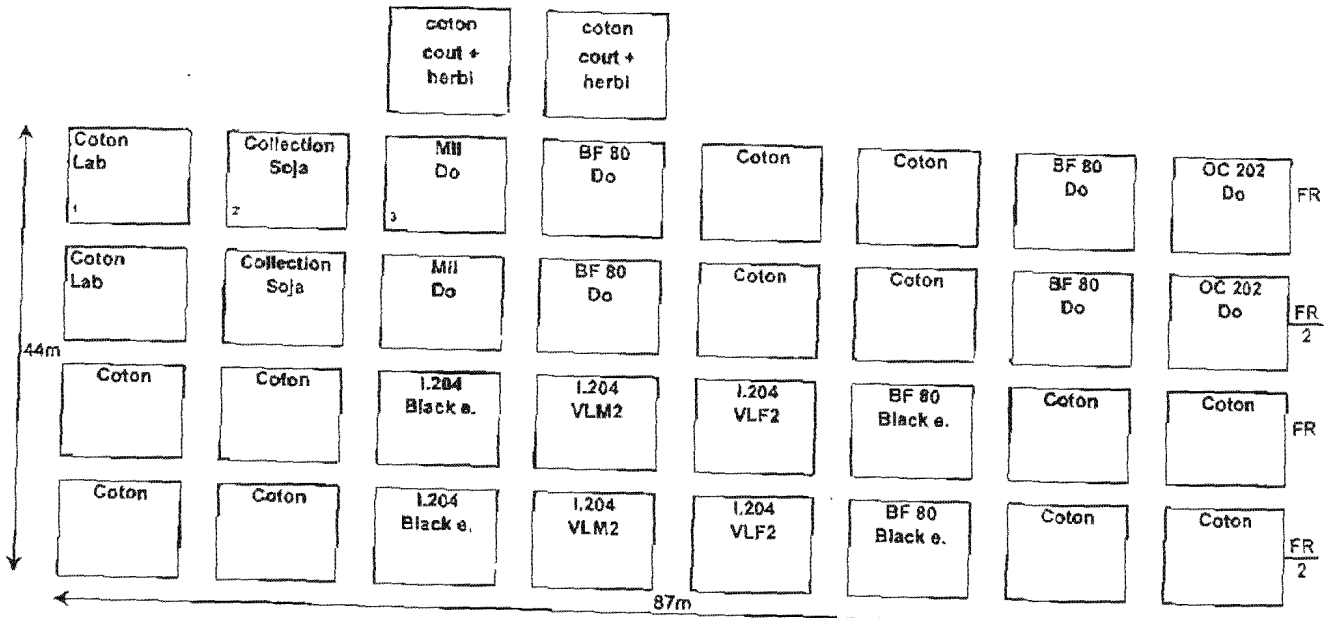 coton
cout +
herbi
coton
cout +
herbi
Coton
Lab
1
Collection
Soja
2
Mil
Do
3
BF 80
Do
Coton
Coton
BF 80
Do
OC 202
Do
FR
Coton
Lab
Collection
Soja
Mil
Do
BF 80
Do
Coton
Coton
BF 80
Do
OC 202
Do
FR
2
44m
Coton
Coton
I.204
Black e.
I.204
VLM2
I.204
VLF2
BF 80
Black e.
Coton
Coton
FR
Coton
Coton
I.204
Black e.
I.204
VLM2
I.204
VLF2
BF 80
Black e.
Coton
Coton
FR
2
87m